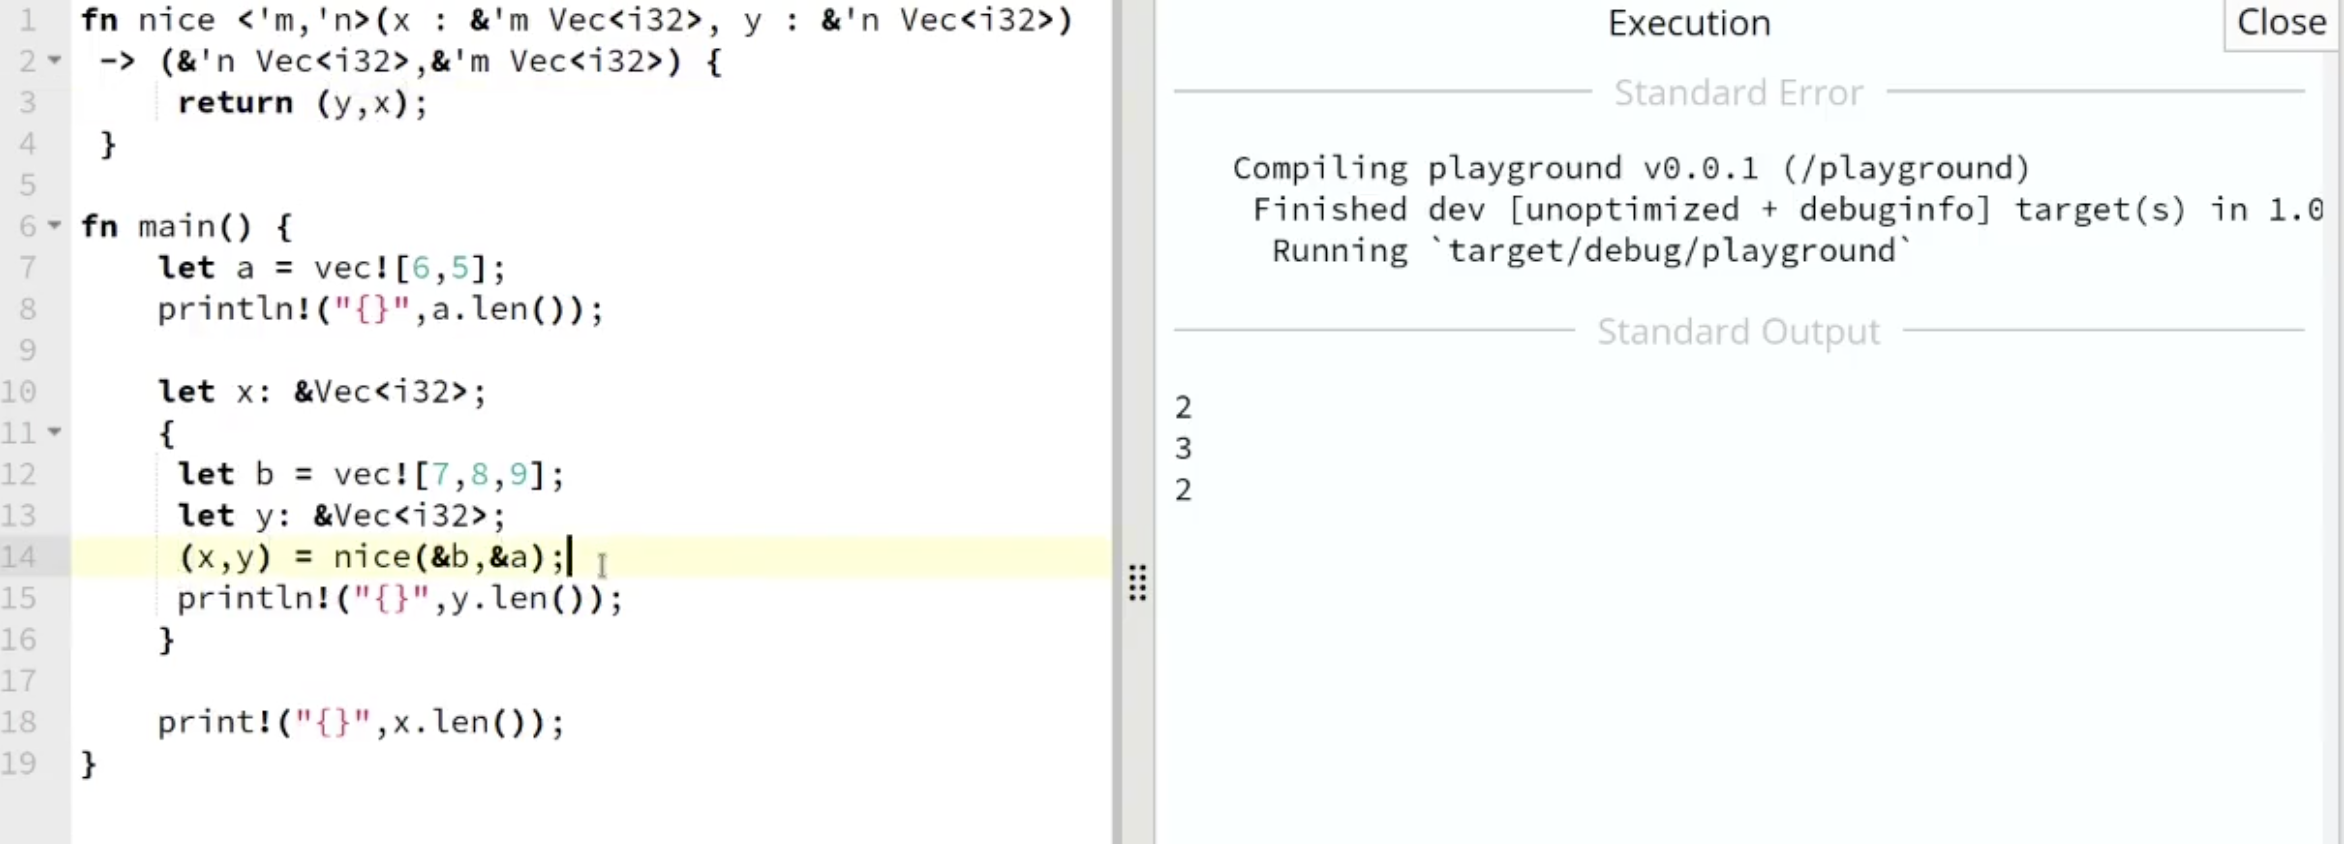 1 fn nice <'m,'n>(x : &'m Vec<i32>, y : &'n Vec<i32>)
2 -> (&'n Vec<i32>,&'m Vec<i32>) {
3 return (y,x);
4 }
5
6 fn main() {
7 let a = vec![6,5];
8 println!("{}",a.len());
9
10 let x: &Vec<i32>;
11 {
12 let b = vec![7,8,9];
13 let y: &Vec<i32>;
14 (x,y) = nice(&b,&a);
15 println!("{}",y.len());
16 }
17
18 print!("{}",x.len());
19 }
Execution
Close
Standard Error
Compiling playground v0.0.1 (/playground)
Finished dev [unoptimized + debuginfo] target(s) in 1.0
Running `target/debug/playground`
Standard Output
2
3
2